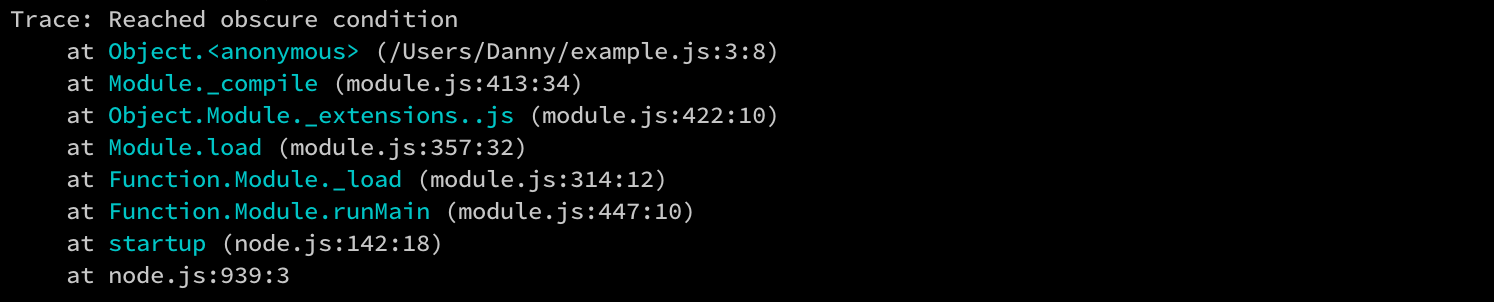 Trace: Reached obscure condition
    at Object.<anonymous> (/Users/Danny/example.js:3:8)
    at Module._compile (module.js:413:34)
    at Object.Module._extensions..js (module.js:422:10)
    at Module.load (module.js:357:32)
    at Function.Module._load (module.js:314:12)
    at Function.Module.runMain (module.js:447:10)
    at startup (node.js:142:18)
    at node.js:939:3